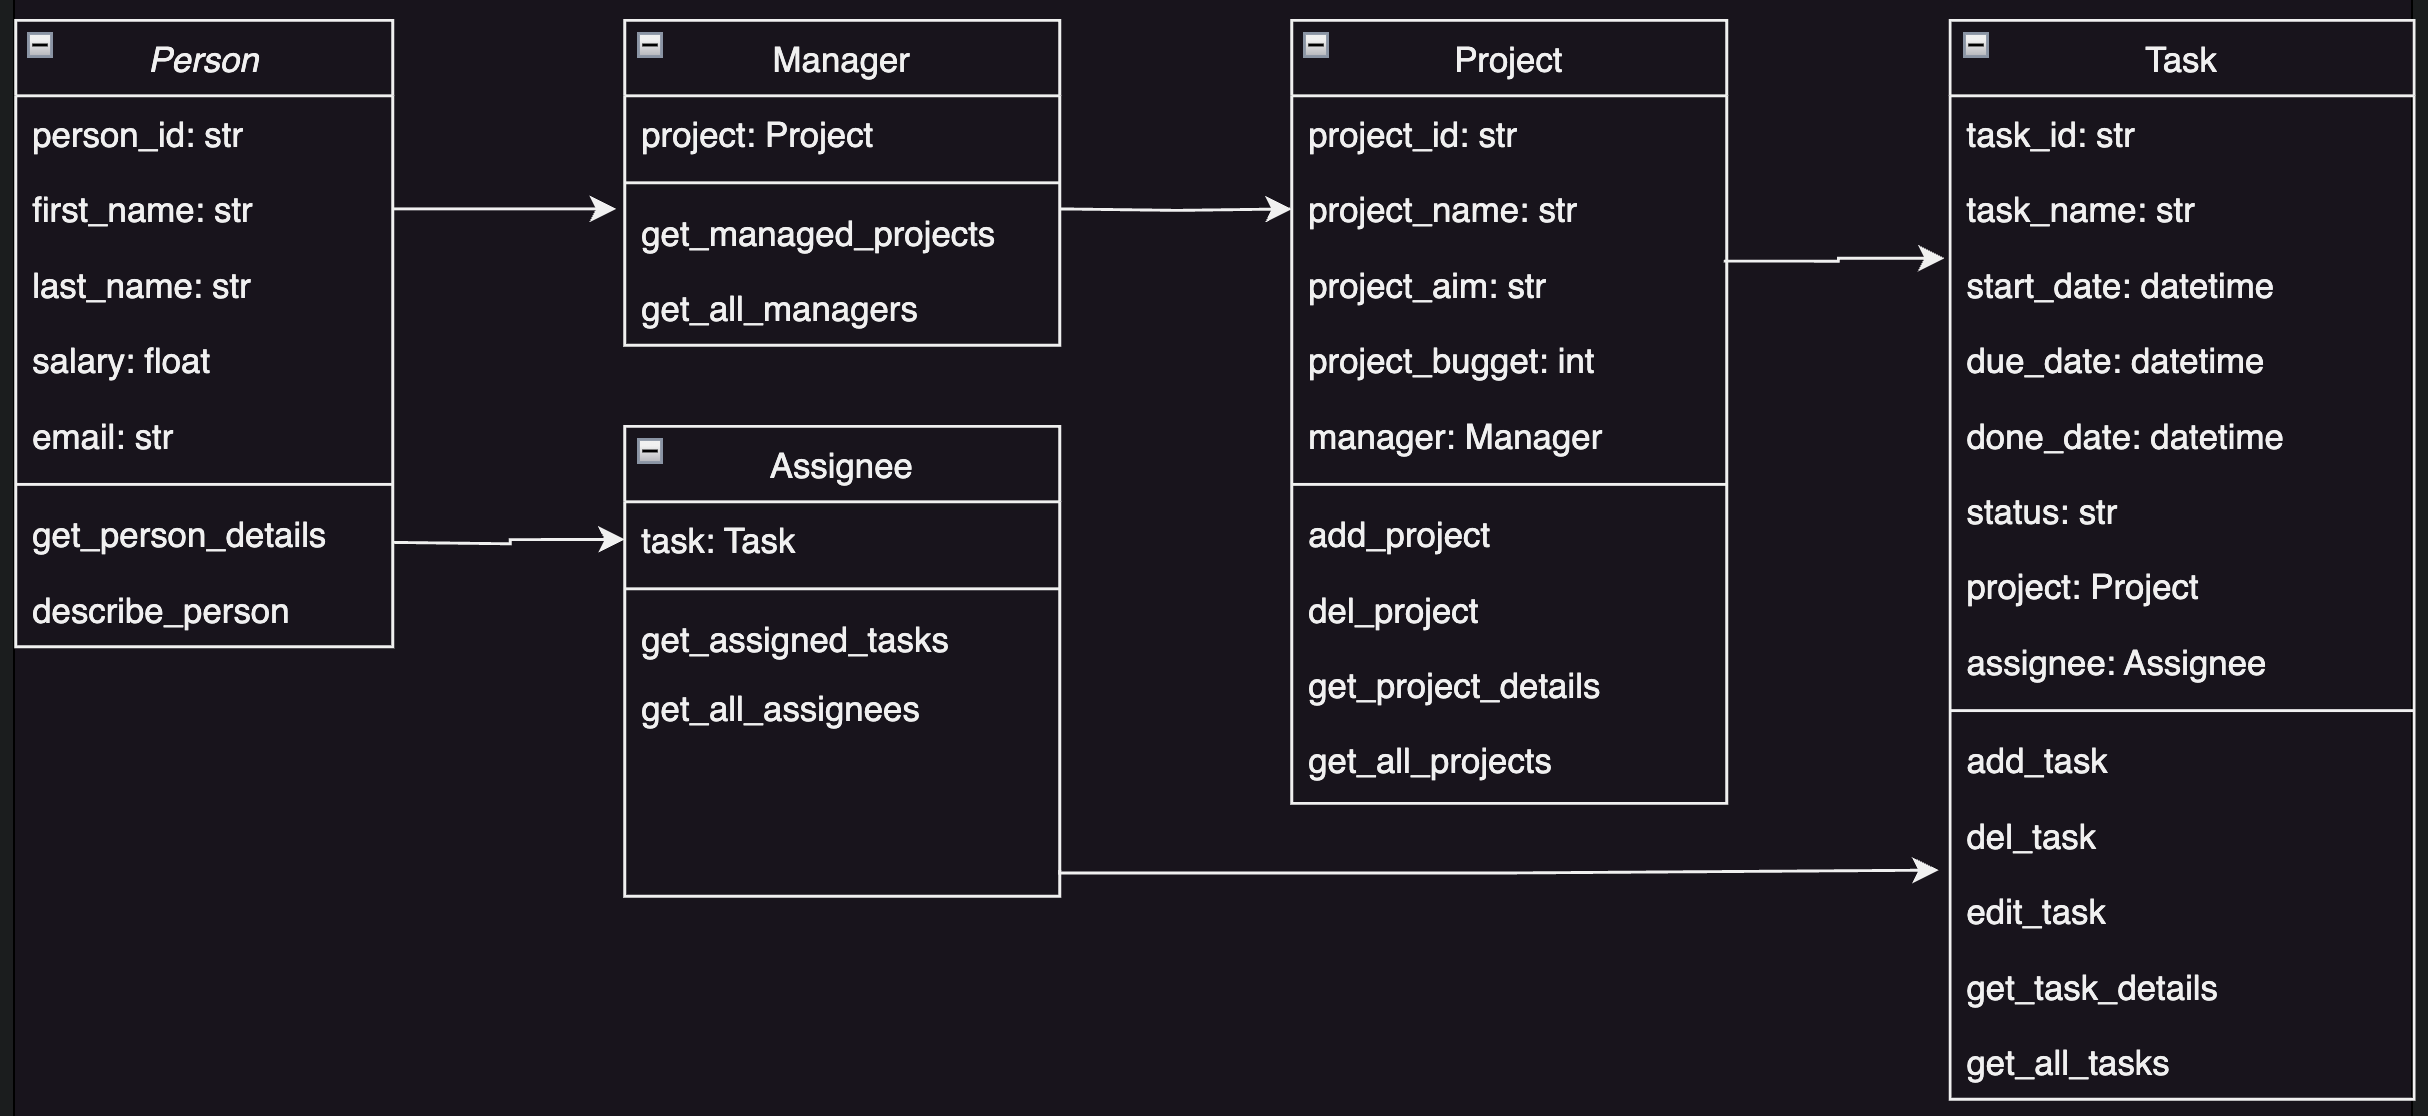 Person
person_id: str
first_name: str
last_name: str
salary: float
email: str
get_person_details
describe_person
Manager
project: Project
get_managed_projects
get_all_managers
Assignee
task: Task
get_assigned_tasks
get_all_assignees
Project
project_id: str
project_name: str
project_aim: str
project_bugget: int
manager: Manager
add_project
del_project
get_project_details
get_all_projects
Task
task_id: str
task_name: str
start_date: datetime
due_date: datetime
done_date: datetime
status: str
project: Project
assignee: Assignee
add_task
del_task
edit_task
get_task_details
get_all_tasks